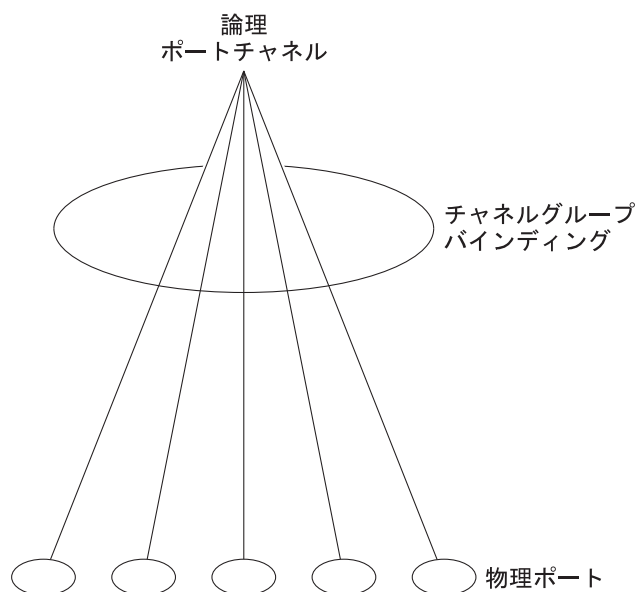 論理
ポートチャネル
チャネルグループ
バインディング
物理ポート